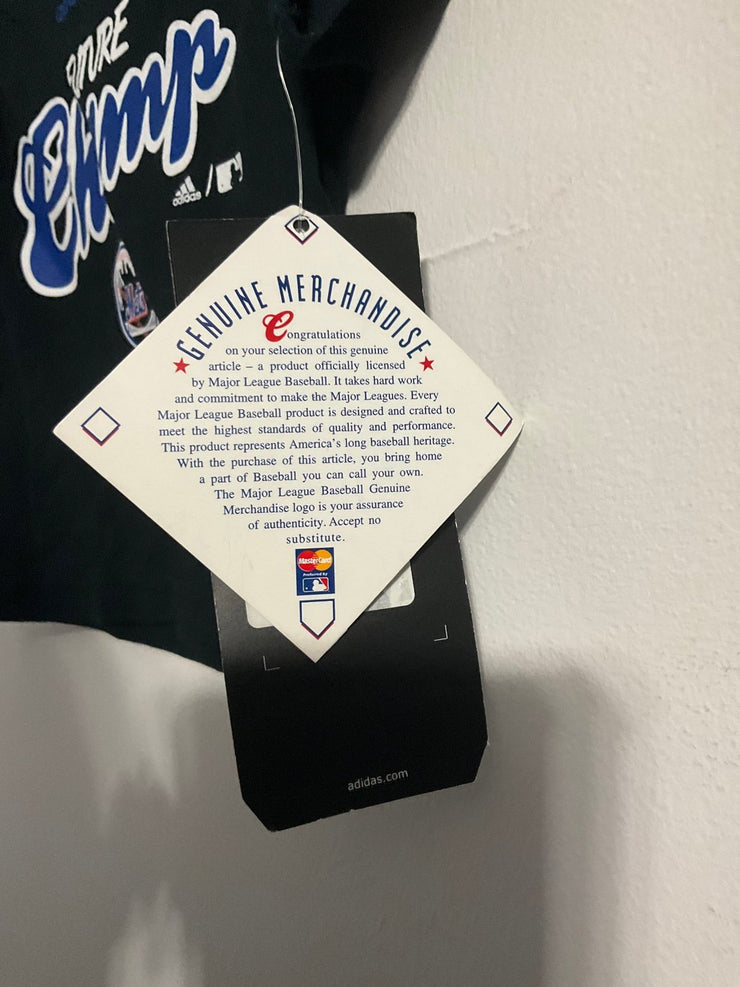 Champ
adidas
Mets
GENUINE MERCHANDISE
Congratulations
on your selection of this genuine
article – a product officially licensed
by Major League Baseball. It takes hard work
and commitment to make the Major Leagues. Every
Major League Baseball product is designed and crafted to
meet the highest standards of quality and performance.
This product represents America's long baseball heritage.
With the purchase of this article, you bring home
a part of Baseball you can call your own.
The Major League Baseball Genuine
Merchandise logo is your assurance
of authenticity. Accept no
substitute.
MasterCard
Preferred by
adidas.com